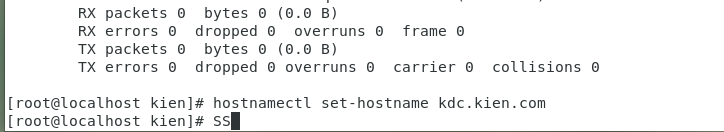 RX packets 0  bytes 0 (0.0 B)
RX errors 0  dropped 0  overruns 0  frame 0
TX packets 0  bytes 0 (0.0 B)
TX errors 0  dropped 0 overruns 0  carrier 0  collisions 0
[root@localhost kien]# hostnamectl set-hostname kdc.kien.com
[root@localhost kien]# SS